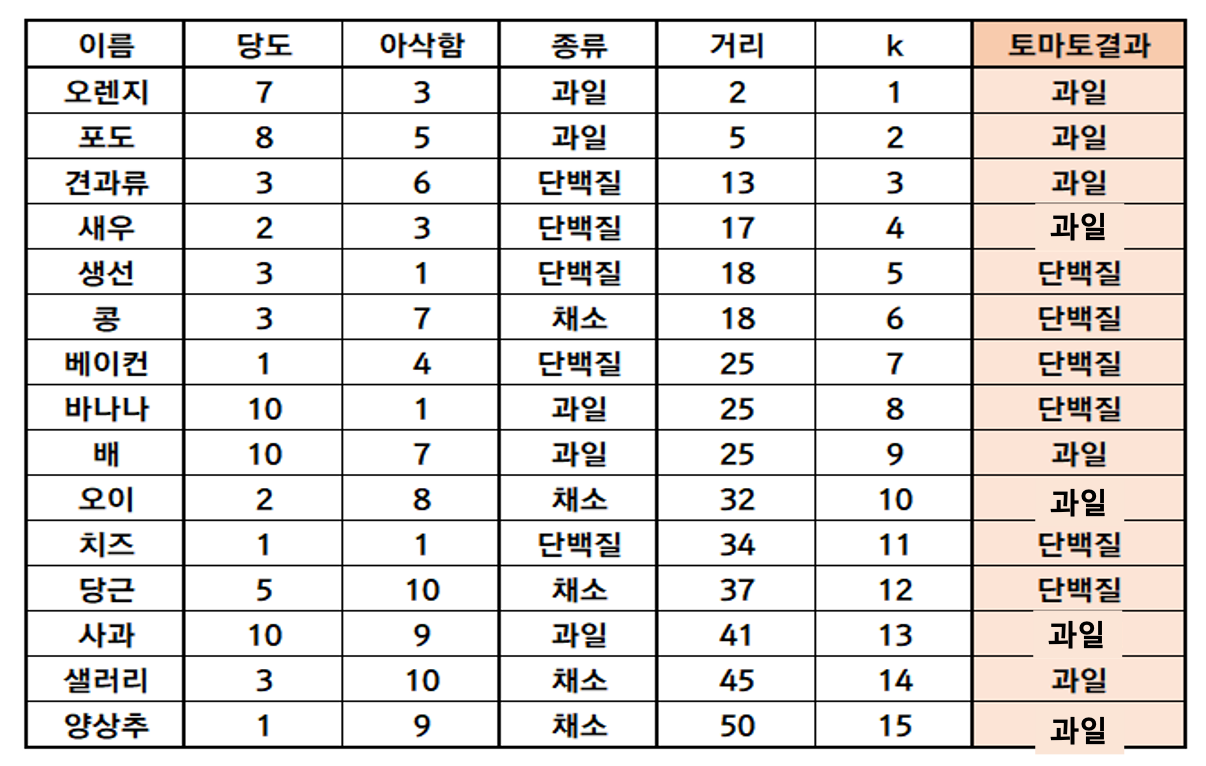 이름 당도 아삭함 종류 거리 k 토마토결과
오렌지 7 3 과일 2 1 과일
포도 8 5 과일 5 2 과일
견과류 3 6 단백질 13 3 과일
새우 2 3 단백질 17 4 과일
생선 3 1 단백질 18 5 단백질
콩 3 7 채소 18 6 단백질
베이컨 1 4 단백질 25 7 단백질
바나나 10 1 과일 25 8 단백질
배 10 7 과일 25 9 과일
오이 2 8 채소 32 10 과일
치즈 1 1 단백질 34 11 단백질
당근 5 10 채소 37 12 단백질
사과 10 9 과일 41 13 과일
샐러리 3 10 채소 45 14 과일
양상추 1 9 채소 50 15 과일